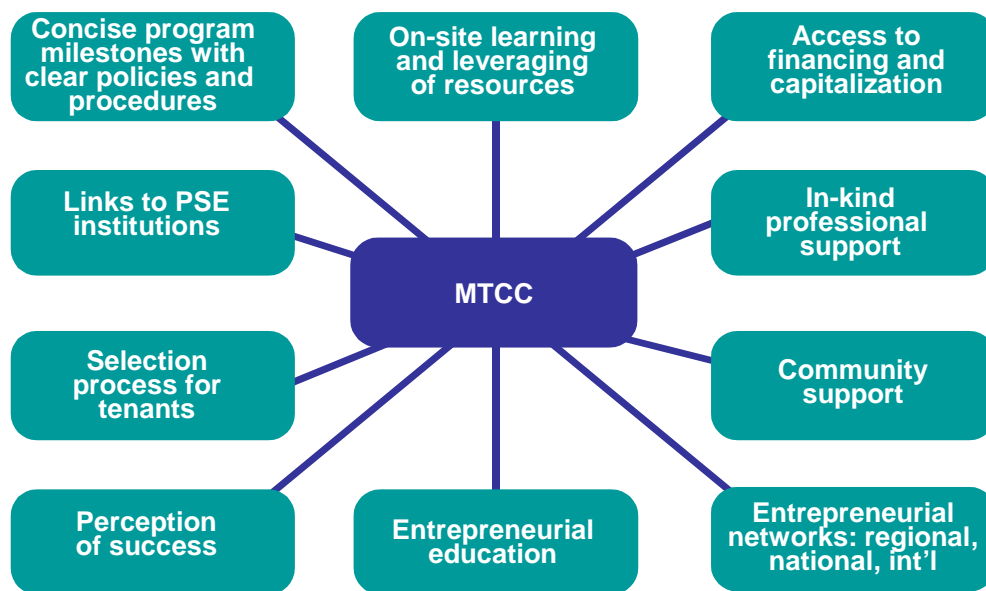 Concise program
milestones with
clear policies and
procedures
On-site learning
and leveraging
of resources
Access to
financing and
capitalization
Links to PSE
institutions
In-kind
professional
support
MTCC
Selection
process for
tenants
Community
support
Perception
of success
Entrepreneurial
education
Entrepreneurial
networks: regional,
national, int'l